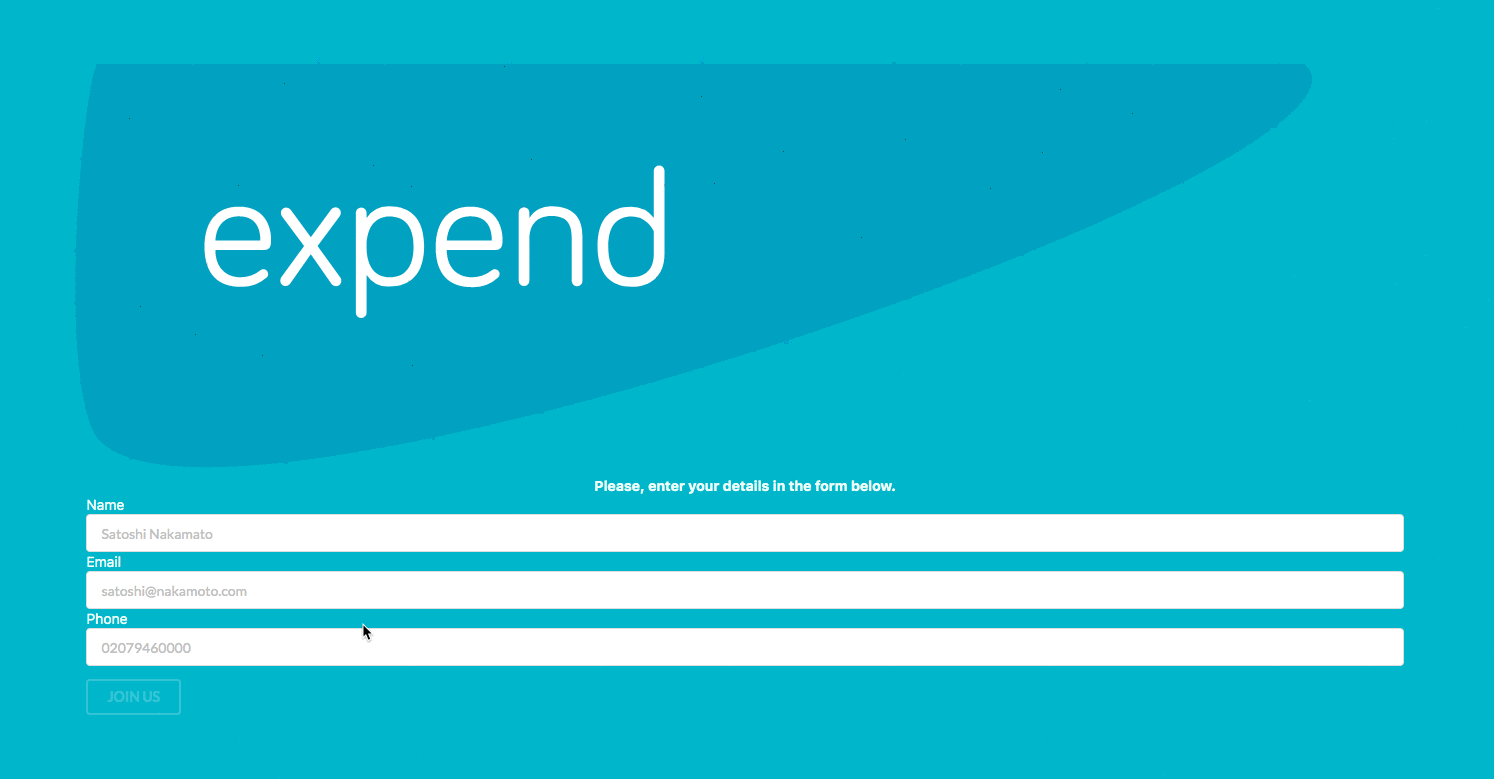 expend
Please, enter your details in the form below.
Name
Satoshi Nakamato
Email
satoshi@nakamoto.com
Phone
02079460000
JOIN US